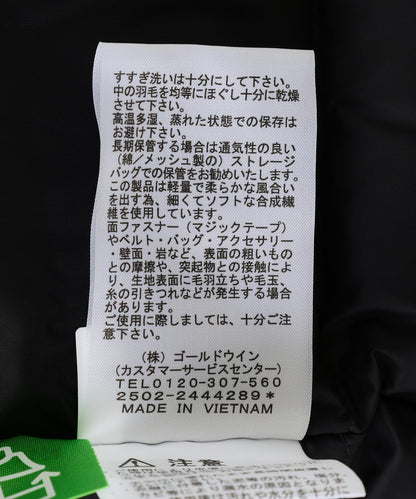 すすぎ洗いは十分にして下さい。
中の羽毛を均等にほぐし十分に乾燥
させて下さい。
高温多湿、蒸れた状態での保存は
お避け下さい。
長期保管する場合は通気性の良い
(綿/メッシュ製の)ストレージ
バッグでの保管をお勧めいたします。
この製品は軽量で柔らかな風合い
を出す為、細くてソフトな合成繊
維を使用しています。
面ファスナー(マジックテープ)
やベルト・バッグ・アクセサリー
・壁面・岩など、表面の粗いもの
との摩擦や、突起物との接触によ
り、生地表面に毛羽立ちや毛玉、
糸の引きつれなどが発生する場合
があります。
ご使用に際しましては、十分ご注
意下さい。
(株)ゴールドウイン
(カスタマーサービスセンター)
TEL0120-307-560
2502-2444289*
MADE IN VIETNAM
⚠注意